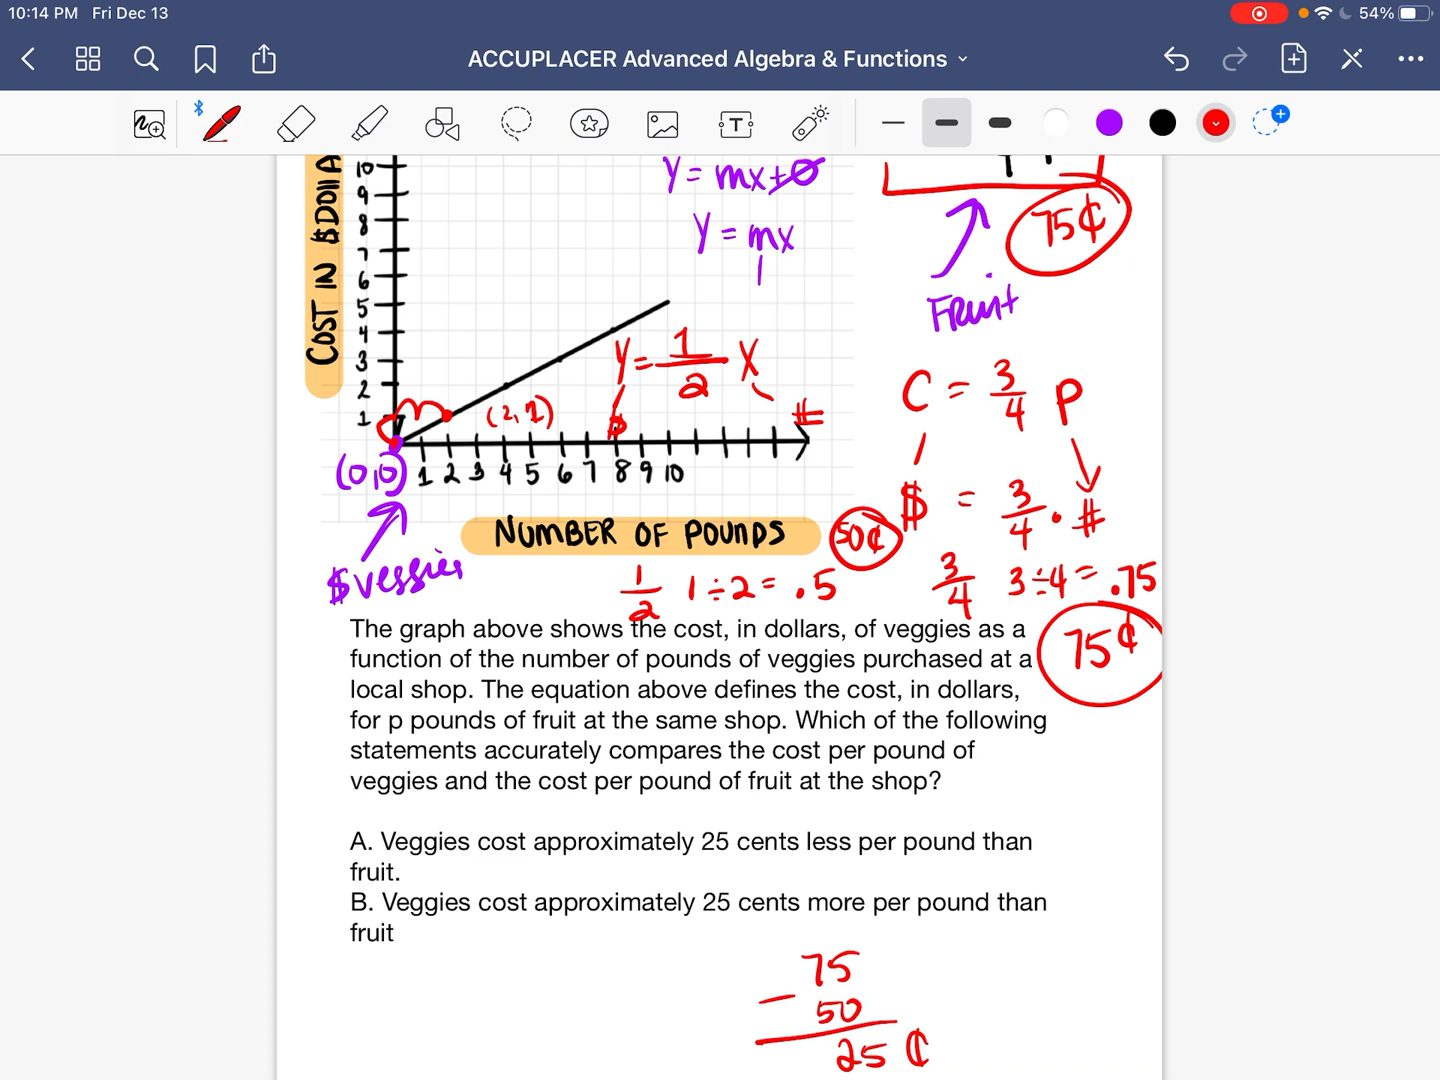 10:14 PM Fri Dec 13
54%
ACCUPLACER Advanced Algebra & Functions
T
COST IN $DOllA
10
9
8
7
6
5
4
3
2
1
y = mx+0
y = mx
y = 1/2 x
$
#
(2,1)
(0,0)
1 2 3 4 5 6 7 8 9 10
NUMBER OF POUNDS
$veggies
1/2 1÷2= .5
50¢
75¢
Fruit
C = 3/4 p
$ = 3/4 · #
3/4 3÷4= .75
75¢
The graph above shows the cost, in dollars, of veggies as a
function of the number of pounds of veggies purchased at a
local shop. The equation above defines the cost, in dollars,
for p pounds of fruit at the same shop. Which of the following
statements accurately compares the cost per pound of
veggies and the cost per pound of fruit at the shop?
A. Veggies cost approximately 25 cents less per pound than
fruit.
B. Veggies cost approximately 25 cents more per pound than
fruit
75
− 50
25 ¢